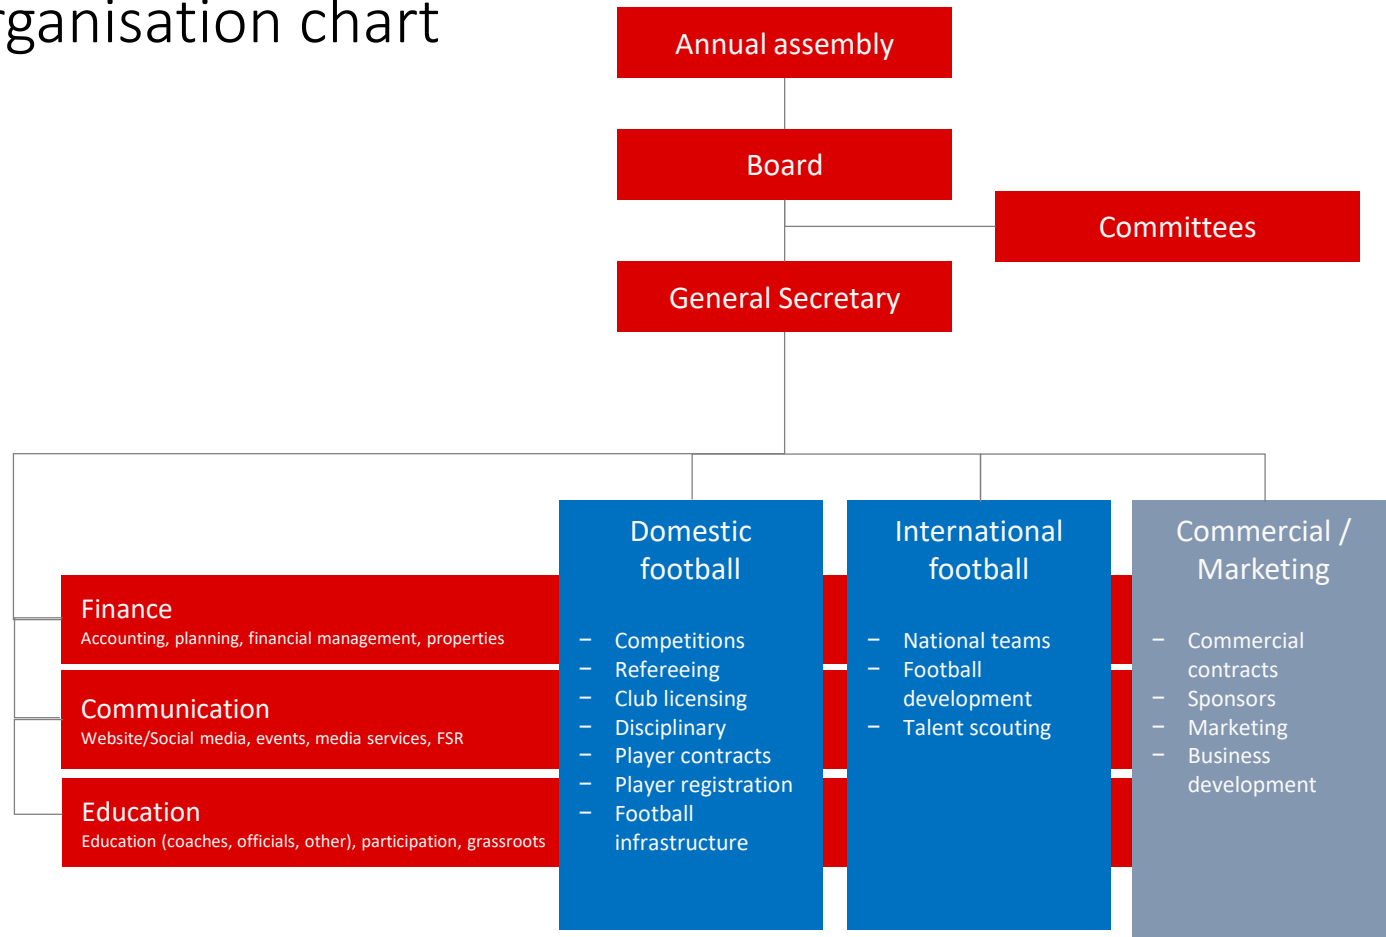 rganisation chart
Annual assembly
Board
Committees
General Secretary
Finance
Accounting, planning, financial management, properties
Communication
Website/Social media, events, media services, FSR
Education
Education (coaches, officials, other), participation, grassroots
Domestic
football
– Competitions
– Refereeing
– Club licensing
– Disciplinary
– Player contracts
– Player registration
– Football
infrastructure
International
football
– National teams
– Football
development
– Talent scouting
Commercial /
Marketing
– Commercial
contracts
– Sponsors
– Marketing
– Business
development